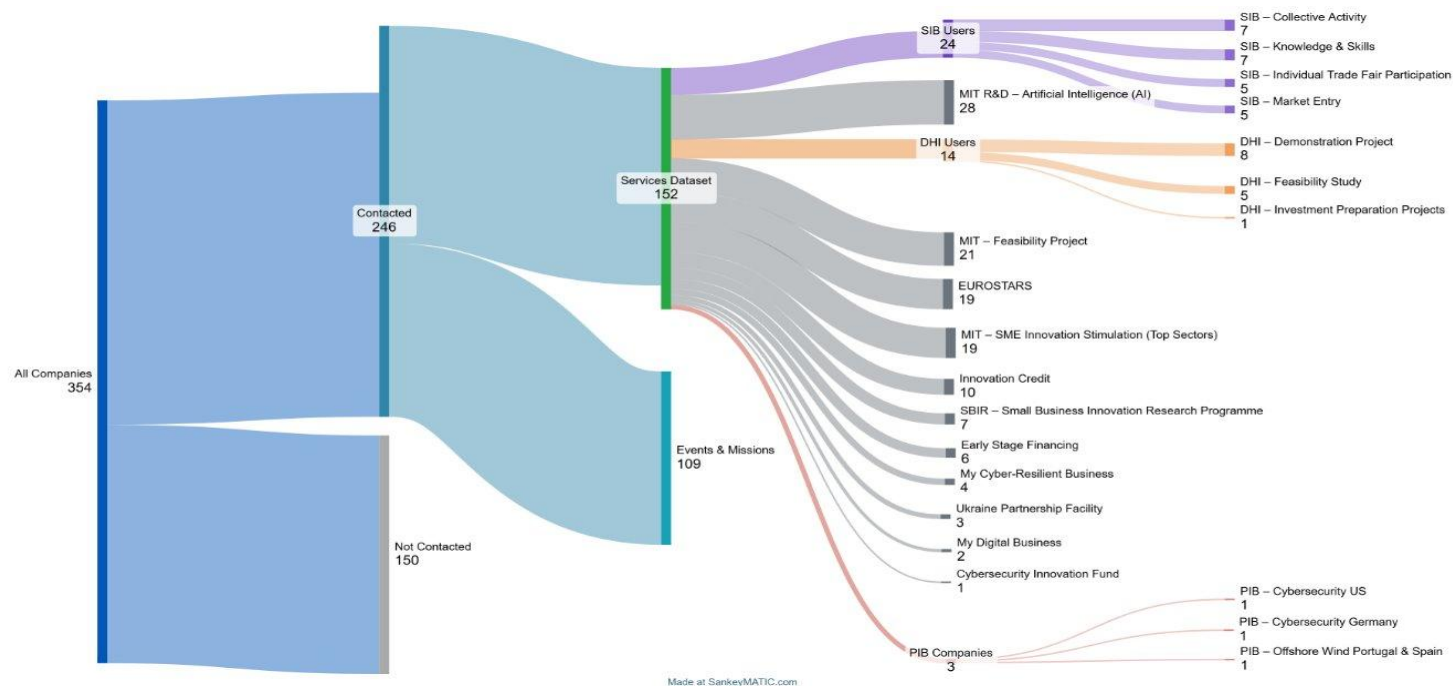 All Companies
354
Contacted
246
Not Contacted
150
Services Dataset
152
Events & Missions
109
SIB Users
24
MIT R&D – Artificial Intelligence (AI)
28
DHI Users
14
MIT – Feasibility Project
21
EUROSTARS
19
MIT – SME Innovation Stimulation (Top Sectors)
19
Innovation Credit
10
SBIR – Small Business Innovation Research Programme
7
Early Stage Financing
6
My Cyber-Resilient Business
4
Ukraine Partnership Facility
3
My Digital Business
2
Cybersecurity Innovation Fund
1
PIB Companies
3
SIB – Collective Activity
7
SIB – Knowledge & Skills
7
SIB – Individual Trade Fair Participation
5
SIB – Market Entry
5
DHI – Demonstration Project
8
DHI – Feasibility Study
5
DHI – Investment Preparation Projects
1
PIB – Cybersecurity US
1
PIB – Cybersecurity Germany
1
PIB – Offshore Wind Portugal & Spain
1
Made at SankeyMATIC.com